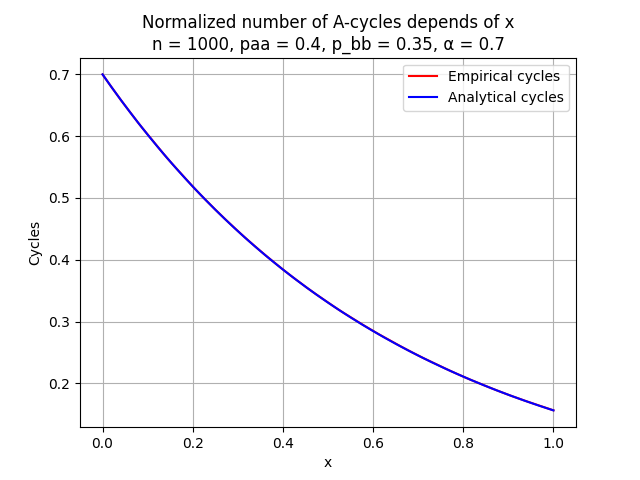 Normalized number of A-cycles depends of x
n = 1000, paa = 0.4, p_bb = 0.35, α = 0.7
Empirical cycles
Analytical cycles
0.7
0.6
0.5
0.4
0.3
0.2
Cycles
0.0 0.2 0.4 0.6 0.8 1.0
x